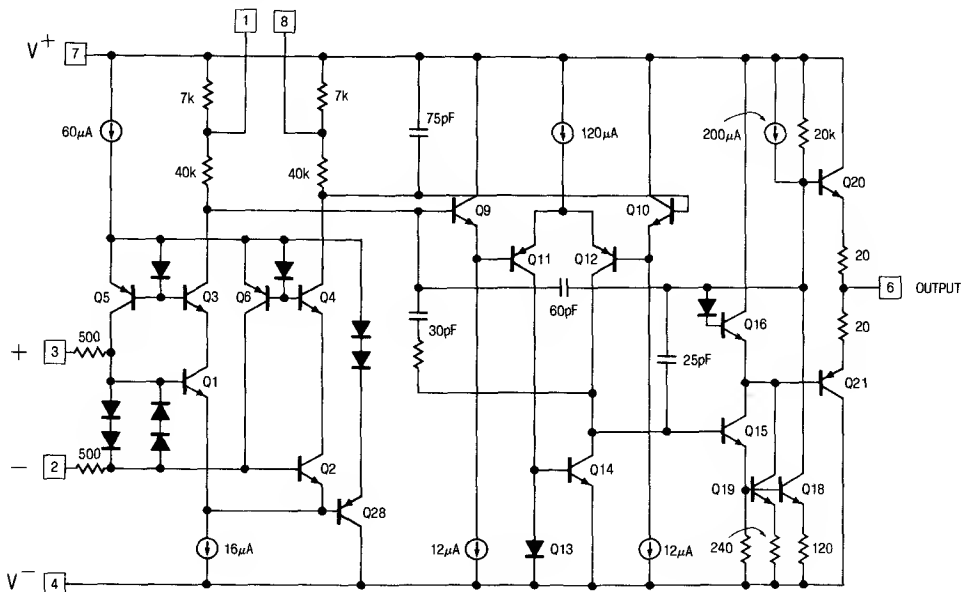 1 8
V+ 7
7k 7k
60μA 75pF 120μA 200μA 20k
40k 40k
Q20
Q9 Q10
Q11 Q12
20
Q5 Q3 Q6 Q4
6 OUTPUT
60pF
Q16
30pF
20
+ 3 500
25pF
Q1
Q21
Q15
- 2 500
Q2 Q14
Q19 Q18
Q28
16μA 12μA Q13 12μA 240 120
V- 4